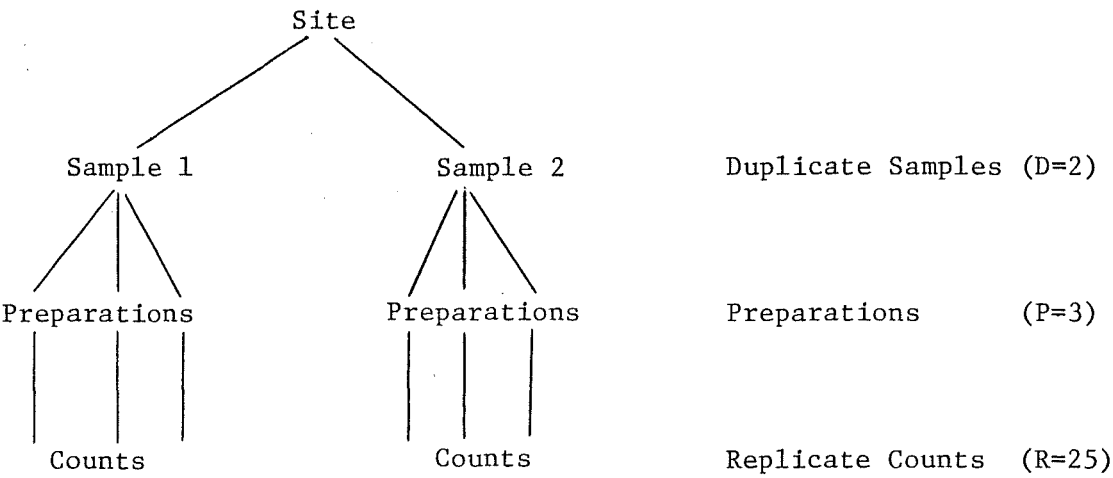 Site
Sample 1 Sample 2 Duplicate Samples (D=2)
Preparations Preparations Preparations (P=3)
Counts Counts Replicate Counts (R=25)